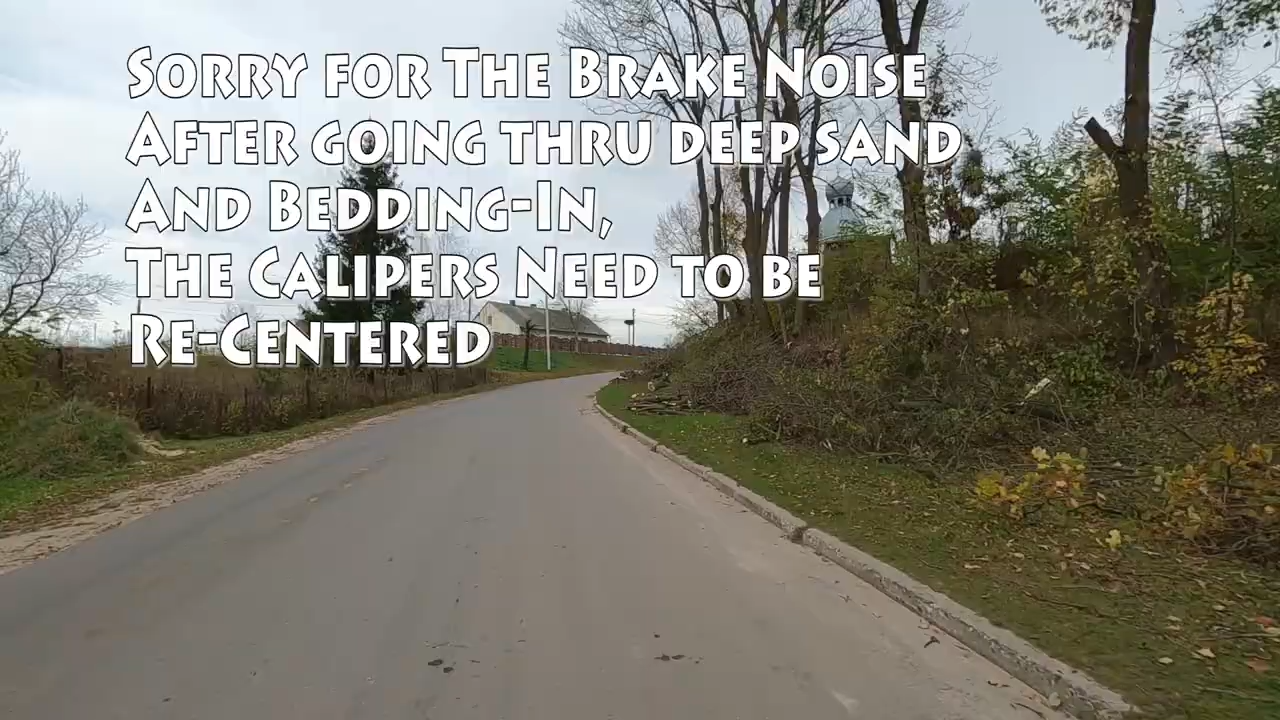 Sorry for The Brake Noise
After going thru deep sand
And Bedding-In,
The Calipers Need to be
Re-Centered